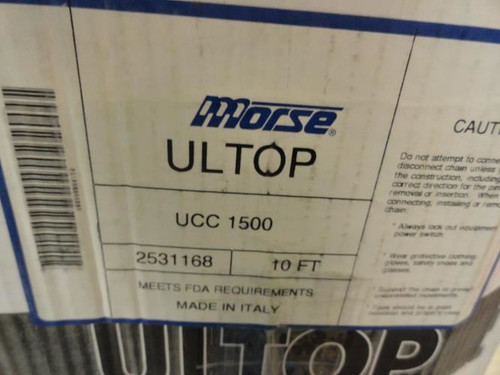 morse®
ULTOP
UCC 1500
2531168 10 FT
MEETS FDA REQUIREMENTS
MADE IN ITALY
CAUT
Do not attempt to conne
disconnect chain unless
the construction, including
correct direction for the
removal or insertion. When
connecting, installing or
chain:
* Always lock out equipment
power switch.
* Wear protective clothing,
gloves, safety shoes and
glasses.
* Support the chain to prevent
uncontrolled movements.
ULTOP